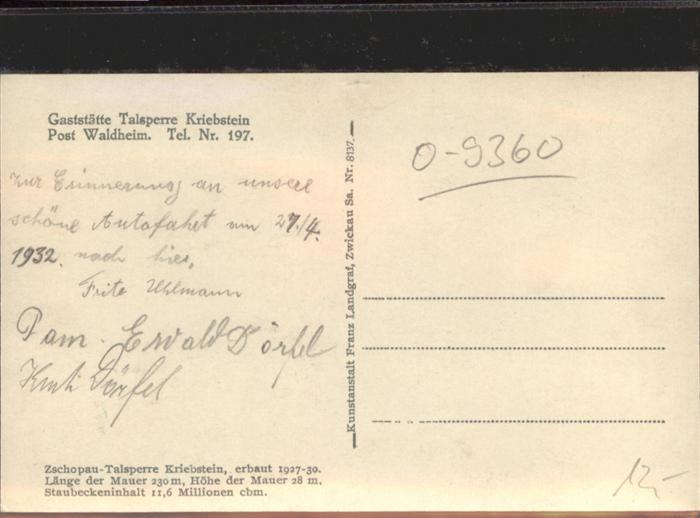 Gaststätte Talsperre Kriebstein
Post Waldheim. Tel. Nr. 197.
Zur Erinnerung an unsere
schöne Autofahrt am 27./4.
1932. nach hier,
Fritz Uhlmann
Fam. Ewald Dörfel
Dörfel
Zschopau-Talsperre Kriebstein, erbaut 1927-30.
Länge der Mauer 230 m, Höhe der Mauer 28 m,
Staubeckeninhalt 11,6 Millionen cbm.
Kunstanstalt Franz Landgraf, Zwickau Sa. Nr. 8137.
O-9360
12,-